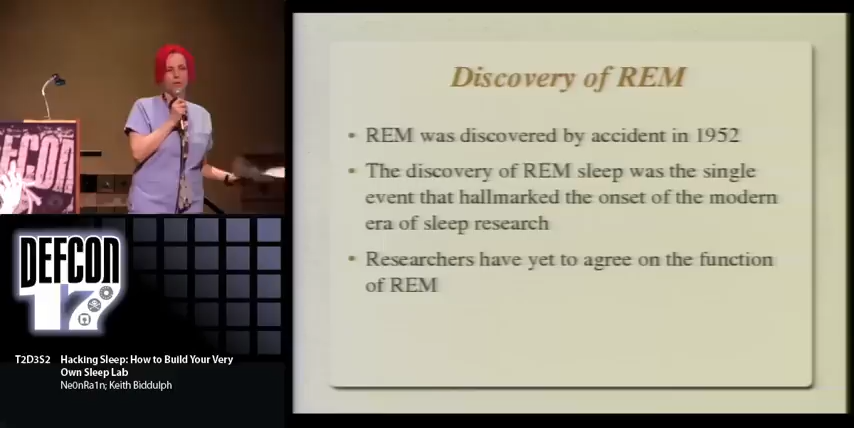 EFCON
DEFCON
17
T2D3S2 Hacking Sleep: How to Build Your Very
Own Sleep Lab
Ne0nRa1n; Keith Biddulph
Discovery of REM
• REM was discovered by accident in 1952
• The discovery of REM sleep was the single
event that hallmarked the onset of the modern
era of sleep research
• Researchers have yet to agree on the function
of REM